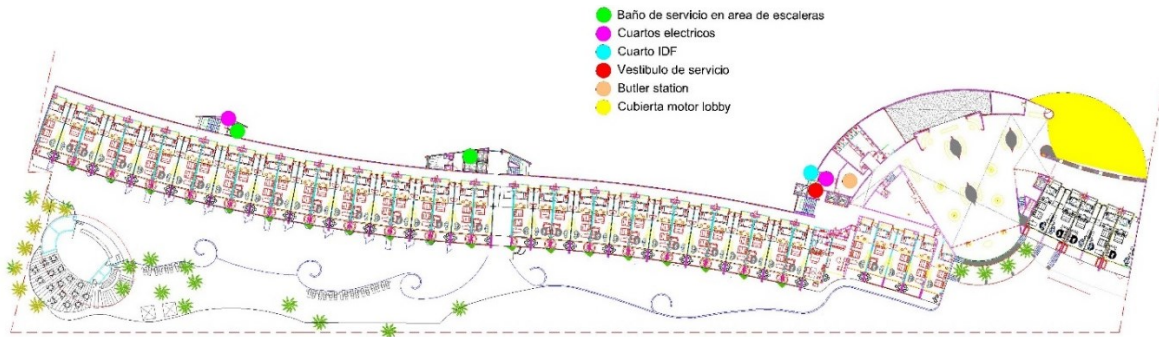 Baño de servicio en area de escaleras
Cuartos electricos
Cuarto IDF
Vestibulo de servicio
Butler station
Cubierta motor lobby